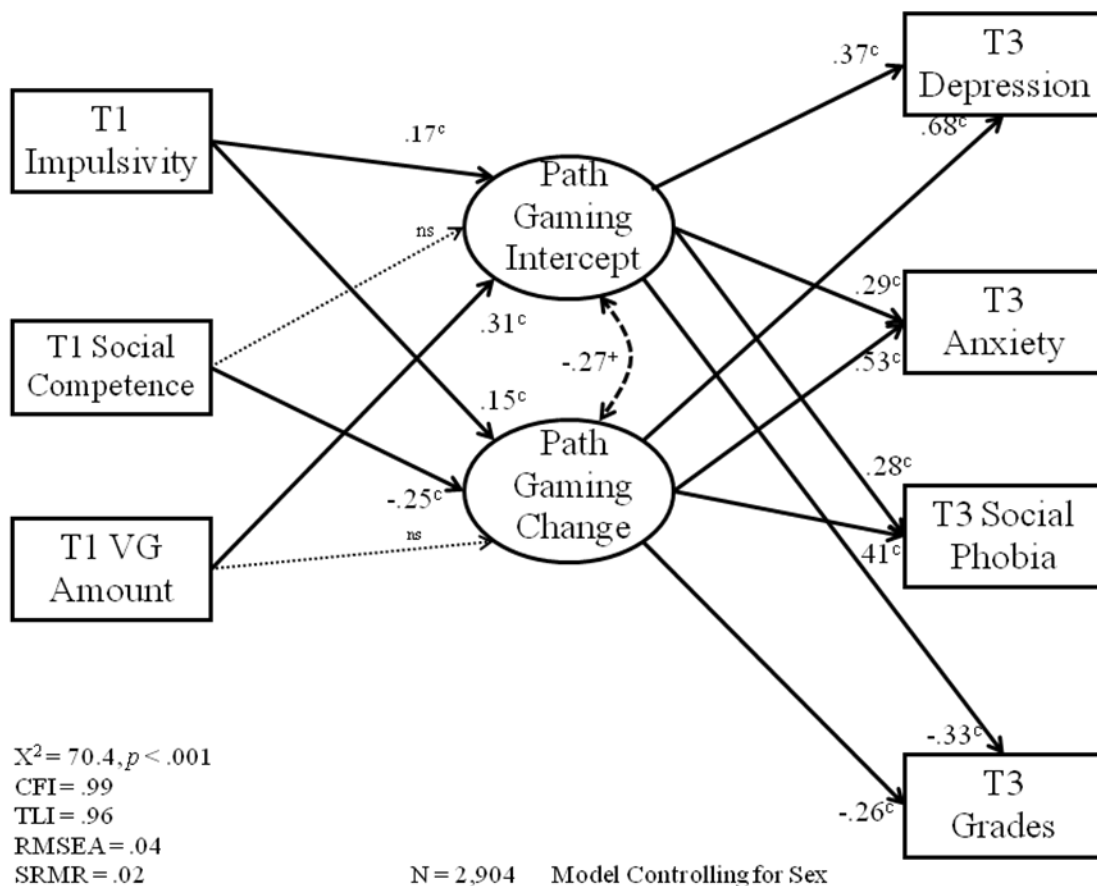 T1
Impulsivity
T1 Social
Competence
T1 VG
Amount
.17ᶜ
ns
.31ᶜ
.15ᶜ
-.25ᶜ
ns
Path
Gaming
Intercept
-.27⁺
Path
Gaming
Change
.37ᶜ
.68ᶜ
.29ᶜ
.53ᶜ
.28ᶜ
.41ᶜ
-.33ᶜ
-.26ᶜ
T3
Depression
T3
Anxiety
T3 Social
Phobia
T3
Grades
X² = 70.4, p < .001
CFI = .99
TLI = .96
RMSEA = .04
SRMR = .02
N = 2,904 Model Controlling for Sex